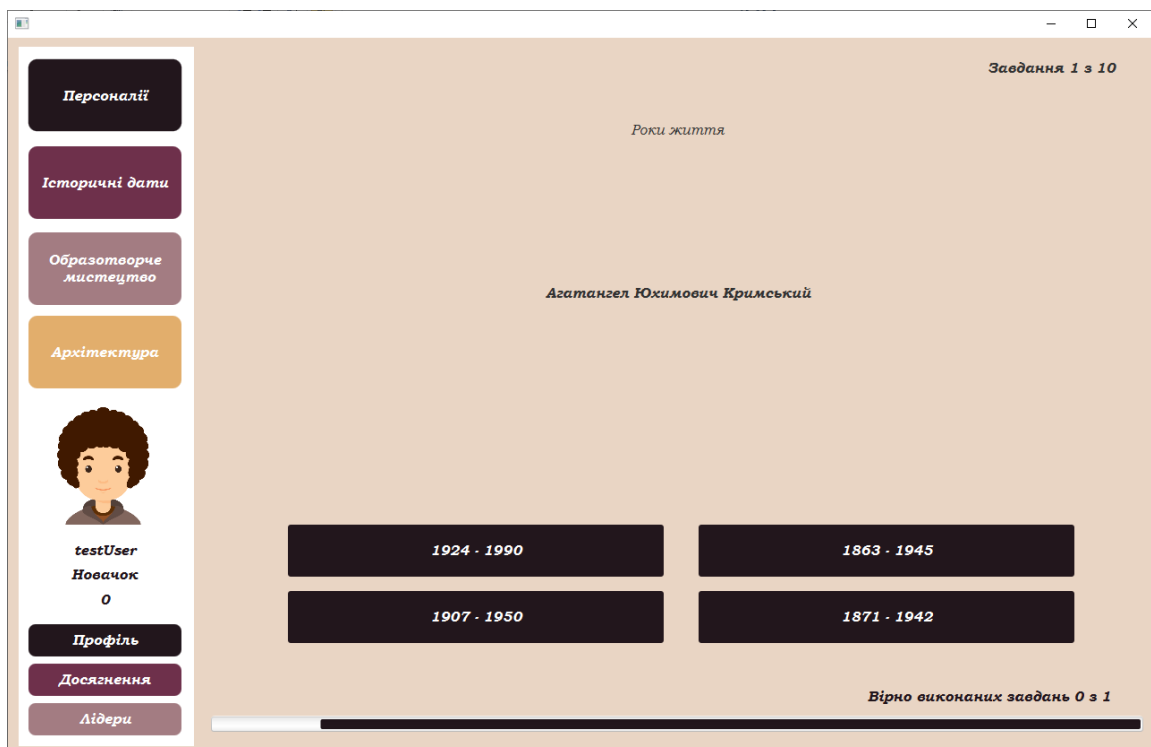 Персоналії
Історичні дати
Образотворче
мистецтво
Архітектура
testUser
Новачок
0
Профіль
Досягнення
Лідери
Завдання 1 з 10
Роки життя
Агатангел Юхимович Кримський
1924 - 1990
1863 - 1945
1907 - 1950
1871 - 1942
Вірно виконаних завдань 0 з 1